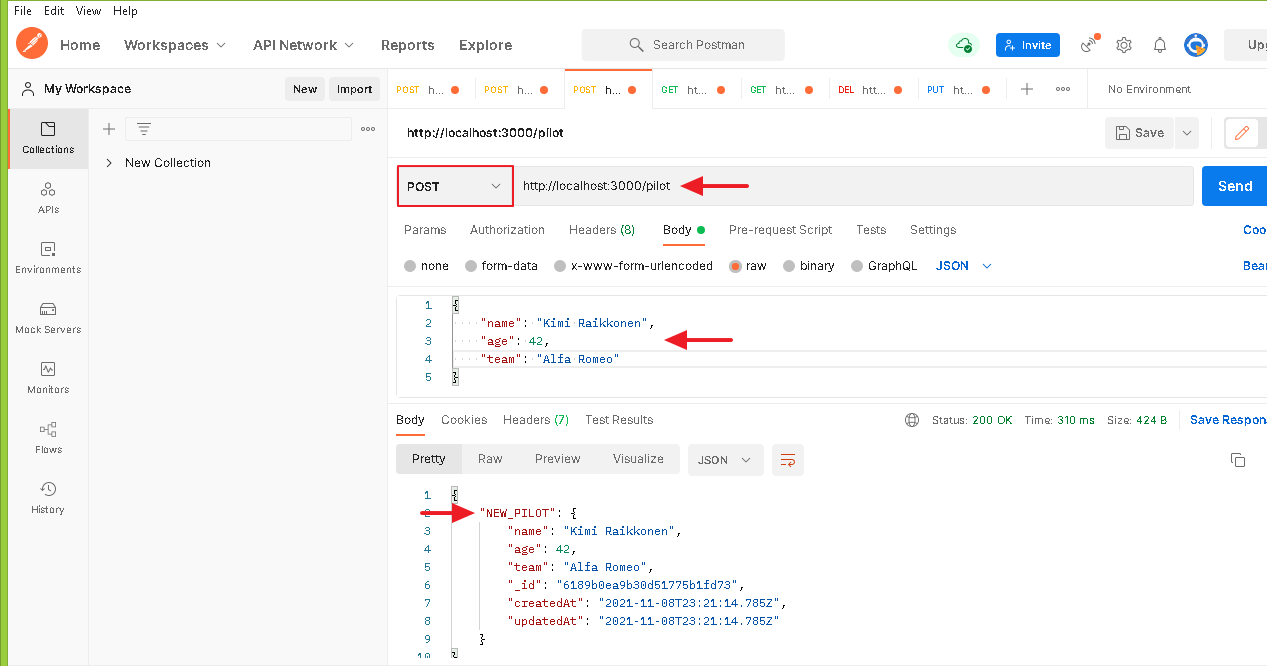 File Edit View Help
Home Workspaces API Network Reports Explore Search Postman Invite Upg
My Workspace New Import POST h... POST h... POST h... GET ht... GET ht... DEL htt... PUT htt... No Environment
Collections
New Collection
http://localhost:3000/pilot Save
APIs
Environments
Mock Servers
Monitors
Flows
History
POST http://localhost:3000/pilot Send
Params Authorization Headers (8) Body Pre-request Script Tests Settings Coo
none form-data x-www-form-urlencoded raw binary GraphQL JSON Bear
1 {
2 "name": "Kimi Raikkonen",
3 "age": 42,
4 "team": "Alfa Romeo"
5 }
Body Cookies Headers (7) Test Results Status: 200 OK Time: 310 ms Size: 424 B Save Respon
Pretty Raw Preview Visualize JSON
1 {
2 "NEW_PILOT": {
3 "name": "Kimi Raikkonen",
4 "age": 42,
5 "team": "Alfa Romeo",
6 "_id": "6189b0ea9b30d51775b1fd73",
7 "createdAt": "2021-11-08T23:21:14.785Z",
8 "updatedAt": "2021-11-08T23:21:14.785Z"
9 }
10 }